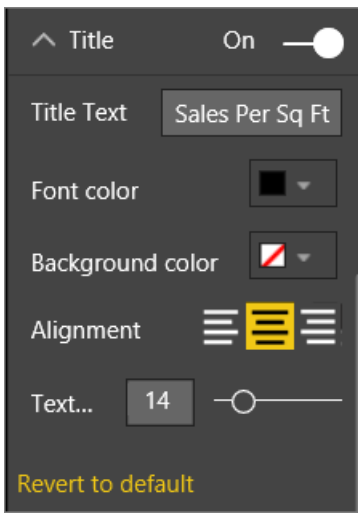 Title On
Title Text Sales Per Sq Ft
Font color
Background color
Alignment
Text... 14
Revert to default